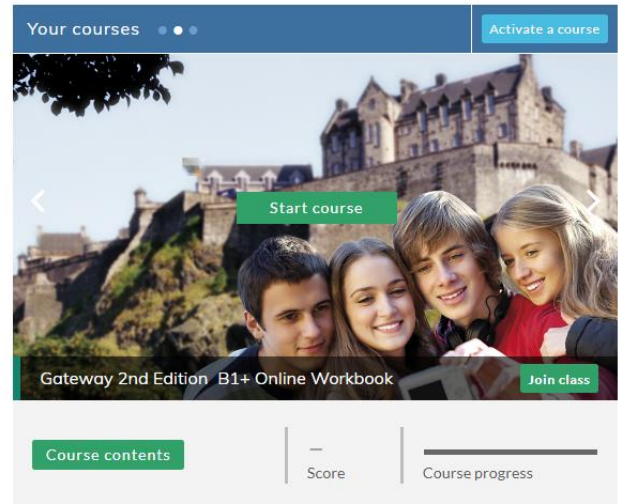 Your courses
Activate a course
Start course
Gateway 2nd Edition B1+ Online Workbook
Join class
Course contents
–
Score
Course progress